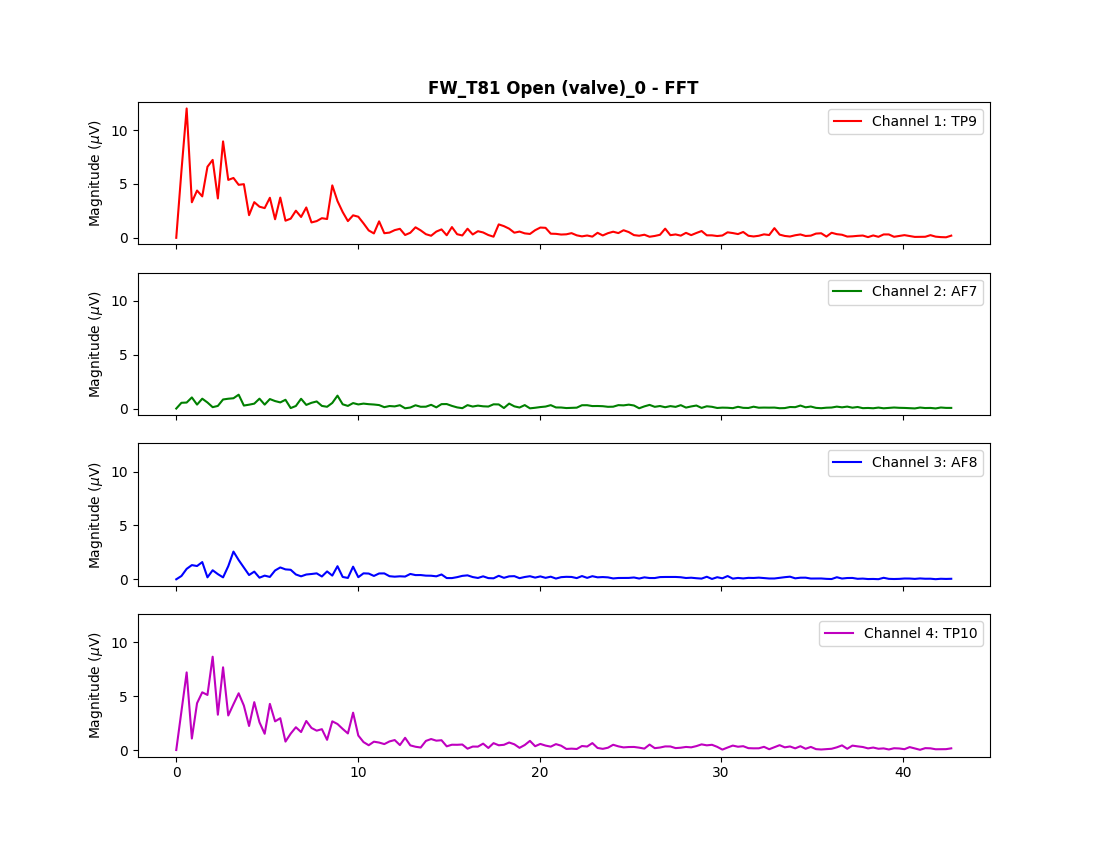 FW_T81 Open (valve)_0 - FFT
Magnitude (μV)
10
5
0
Channel 1: TP9
Magnitude (μV)
10
5
0
Channel 2: AF7
Magnitude (μV)
10
5
0
Channel 3: AF8
Magnitude (μV)
10
5
0
Channel 4: TP10
0 10 20 30 40